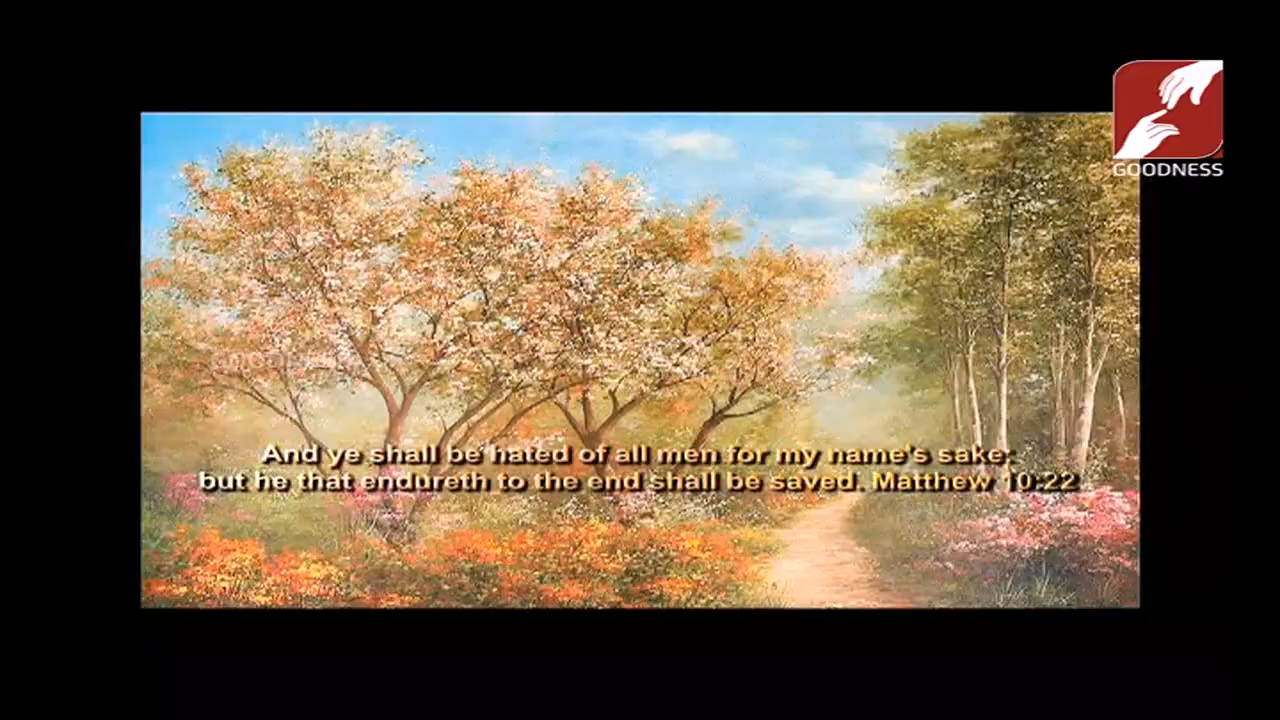 GOODNESS
And ye shall be hated of all men for my name's sake:
but he that endureth to the end shall be saved. Matthew 10:22